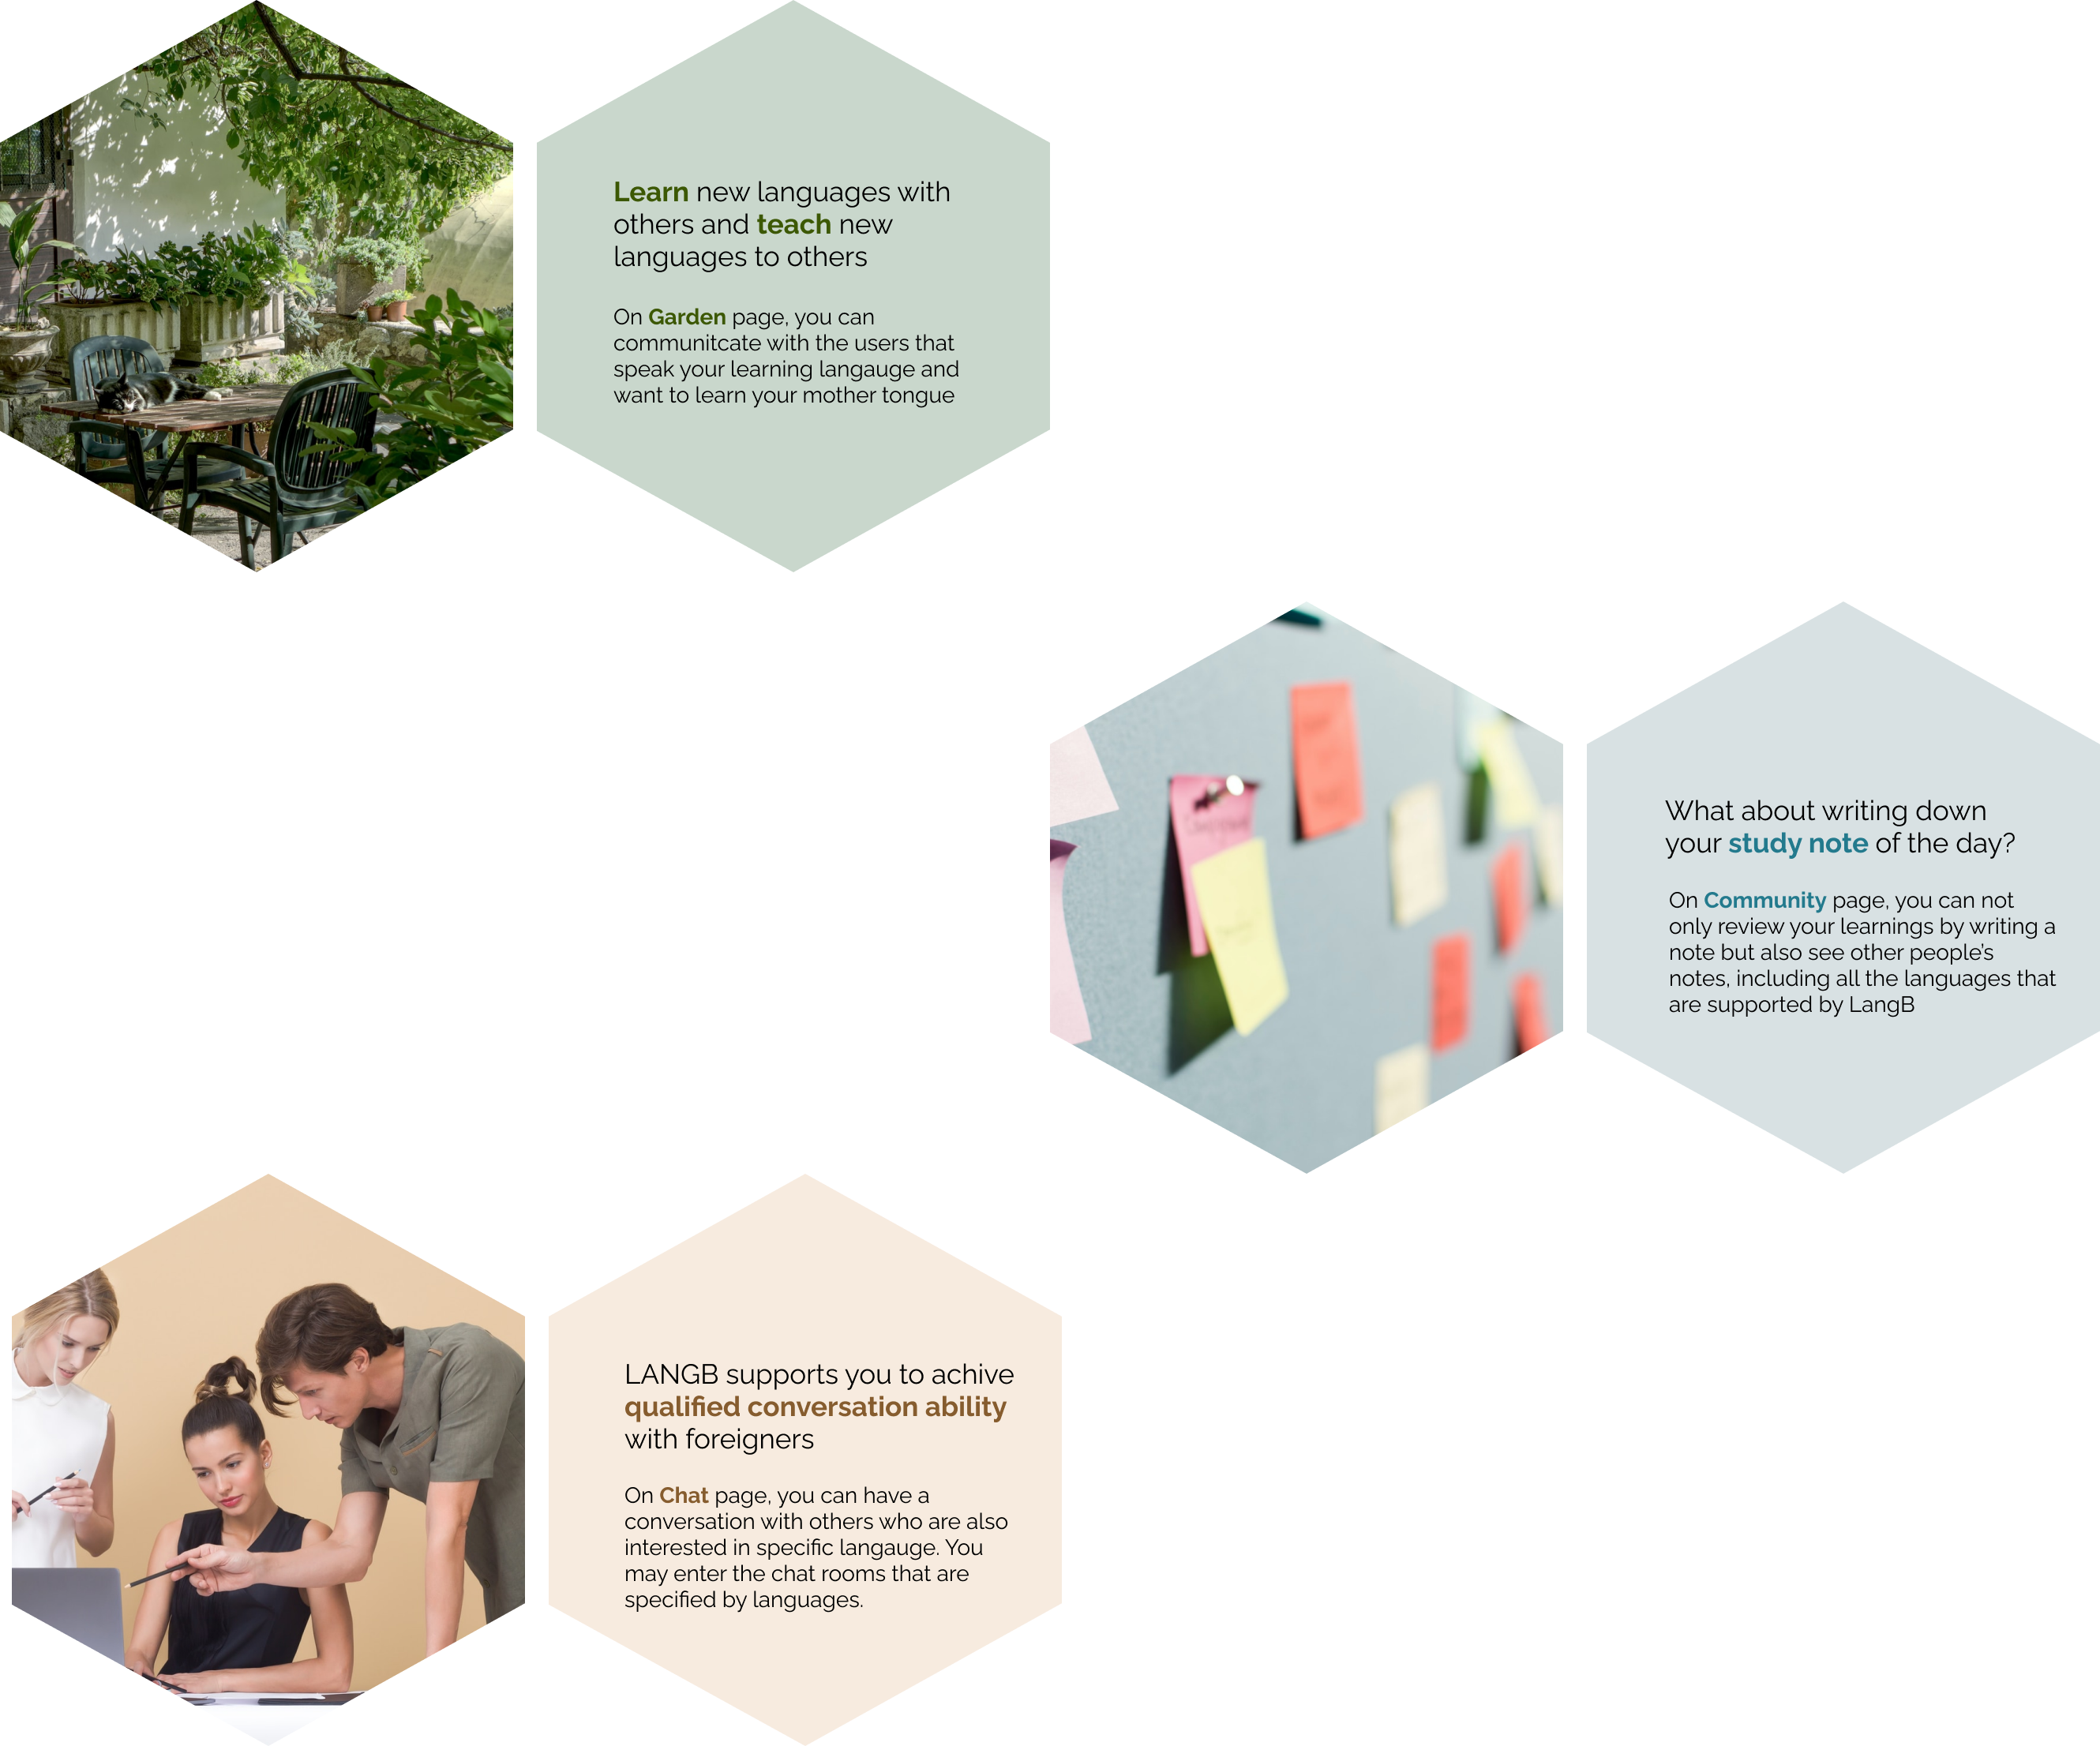 Learn new languages with
others and teach new
languages to others
On Garden page, you can
communitcate with the users that
speak your learning langauge and
want to learn your mother tongue
What about writing down
your study note of the day?
On Community page, you can not
only review your learnings by writing a
note but also see other people's
notes, including all the languages that
are supported by LangB
LANGB supports you to achive
qualified conversation ability
with foreigners
On Chat page, you can have a
conversation with others who are also
interested in specific langauge. You
may enter the chat rooms that are
specified by languages.